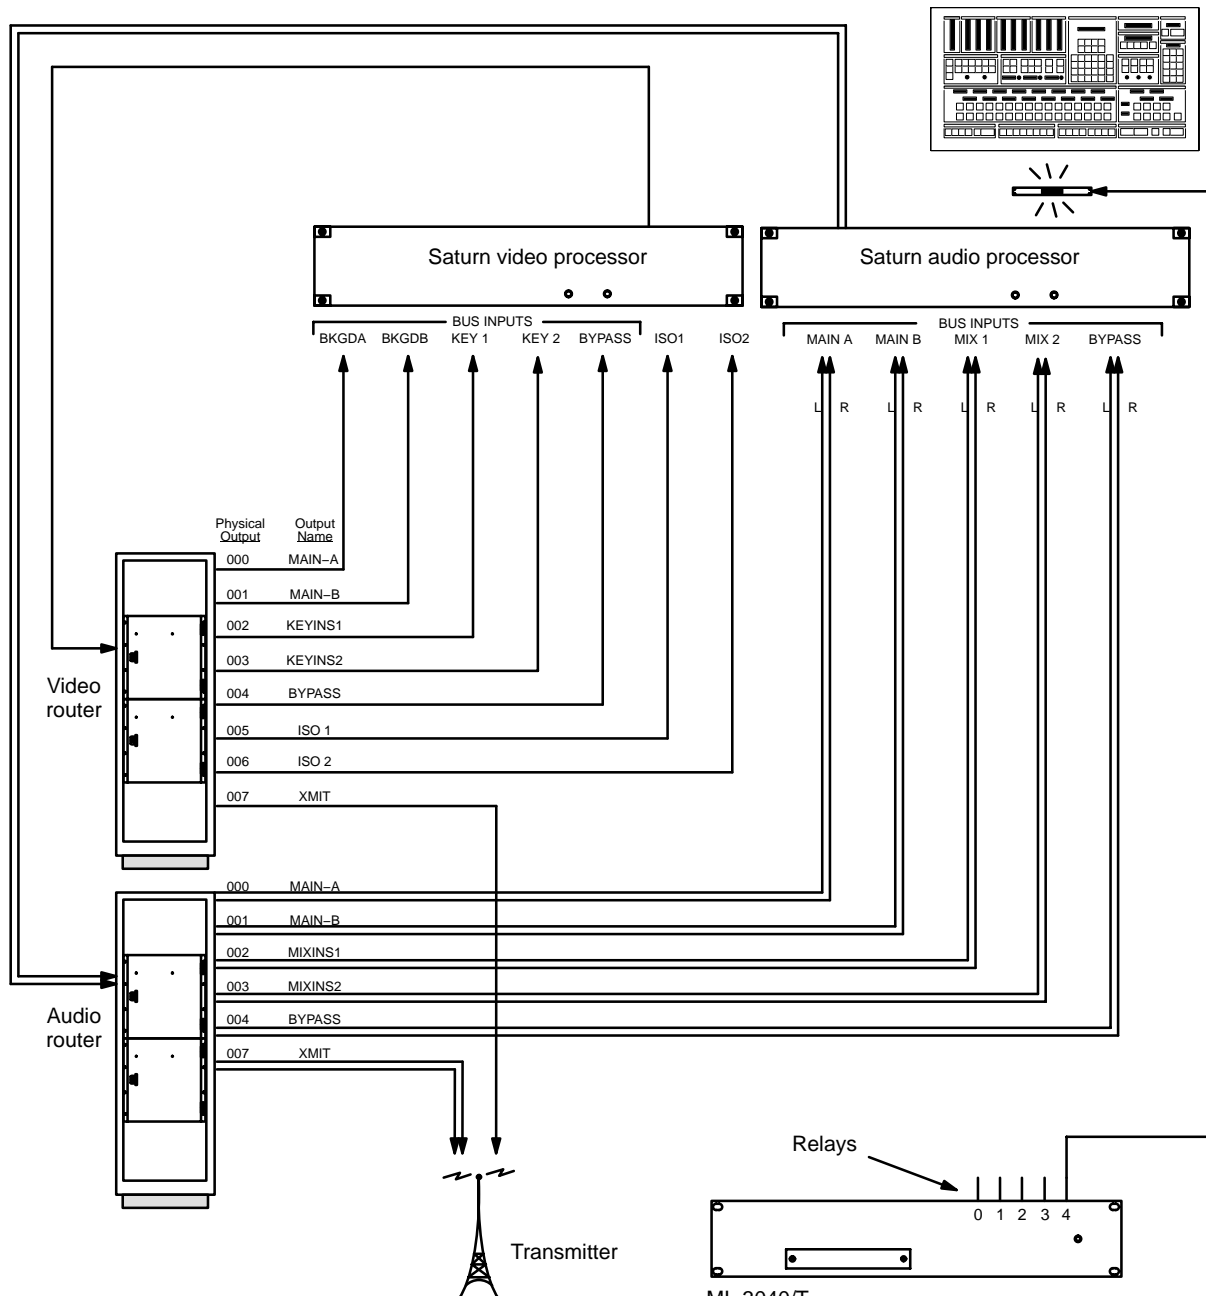 Saturn video processor
Saturn audio processor
BUS INPUTS
BUS INPUTS
BKGDA BKGDB KEY 1 KEY 2 BYPASS ISO1 ISO2
MAIN A MAIN B MIX 1 MIX 2 BYPASS
L R L R L R L R L R
Physical Output
Output Name
000 MAIN–A
001 MAIN–B
002 KEYINS1
003 KEYINS2
004 BYPASS
005 ISO 1
006 ISO 2
007 XMIT
Video
router
000 MAIN–A
001 MAIN–B
002 MIXINS1
003 MIXINS2
004 BYPASS
007 XMIT
Audio
router
Relays
0 1 2 3 4
Transmitter